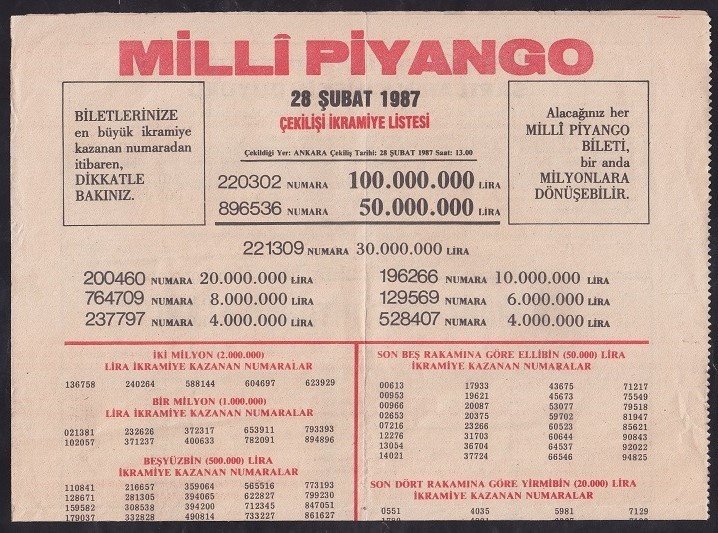 MİLLÎ PİYANGO
28 ŞUBAT 1987
ÇEKİLİŞİ İKRAMİYE LİSTESİ
BİLETLERİNİZE
en büyük ikramiye
kazanan numaradan
itibaren,
DİKKATLE
BAKINIZ.
Alacağınız her
MİLLÎ PİYANGO
BİLETİ,
bir anda
MİLYONLARA
DÖNÜŞEBİLİR.
Çekildiği Yer: ANKARA Çekiliş Tarihi: 28 ŞUBAT 1987 Saat: 13.00
220302 NUMARA 100.000.000 LİRA
896536 NUMARA 50.000.000 LİRA
221309 NUMARA 30.000.000 LİRA
200460 NUMARA 20.000.000 LİRA
764709 NUMARA 8.000.000 LİRA
237797 NUMARA 4.000.000 LİRA
196266 NUMARA 10.000.000 LİRA
129569 NUMARA 6.000.000 LİRA
528407 NUMARA 4.000.000 LİRA
İKİ MİLYON (2.000.000)
LİRA İKRAMİYE KAZANAN NUMARALAR
136758 240264 588144 604697 623929
BİR MİLYON (1.000.000)
LİRA İKRAMİYE KAZANAN NUMARALAR
021381 232626 372317 653911 793393
102057 371237 400633 782091 894896
BEŞYÜZBİN (500.000) LİRA
İKRAMİYE KAZANAN NUMARALAR
110841 216657 359064 565516 773193
128671 281305 394065 622827 799230
159582 308538 394200 712345 847051
179037 332828 490814 733227 861627
SON BEŞ RAKAMINA GÖRE ELLİBİN (50.000) LİRA
İKRAMİYE KAZANAN NUMARALAR
00613 17933 43675 71217
00953 19621 45673 75549
00966 20087 53077 79518
02653 20375 59702 81947
07216 23266 60523 85621
12276 31703 60644 90843
13054 36704 64537 92022
14021 37724 66546 94825
SON DÖRT RAKAMINA GÖRE YİRMİBİN (20.000) LİRA
İKRAMİYE KAZANAN NUMARALAR
0551 4035 5981 7129